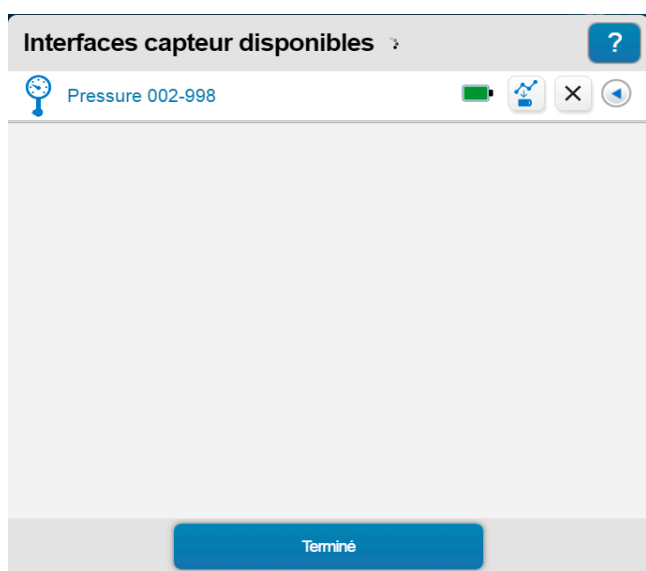 Interfaces capteur disponibles
?
Pressure 002-998
Terminé